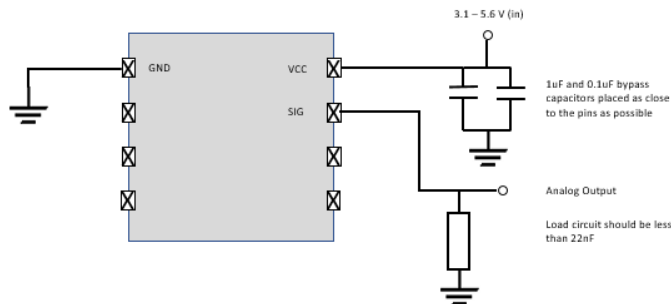 3.1 – 5.6 V (in)
GND
VCC
1uF and 0.1uF bypass
capacitors placed as close
to the pins as possible
SIG
Analog Output
Load circuit should be less
than 22nF